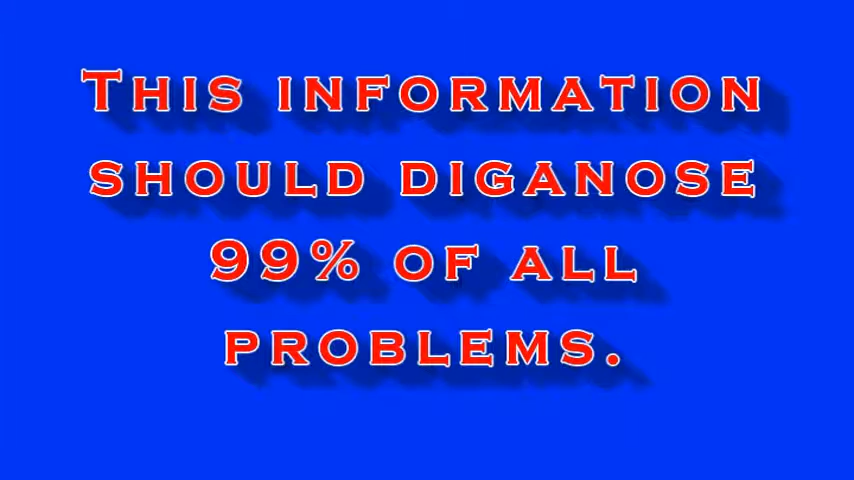 This information
should diganose
99% of all
problems.